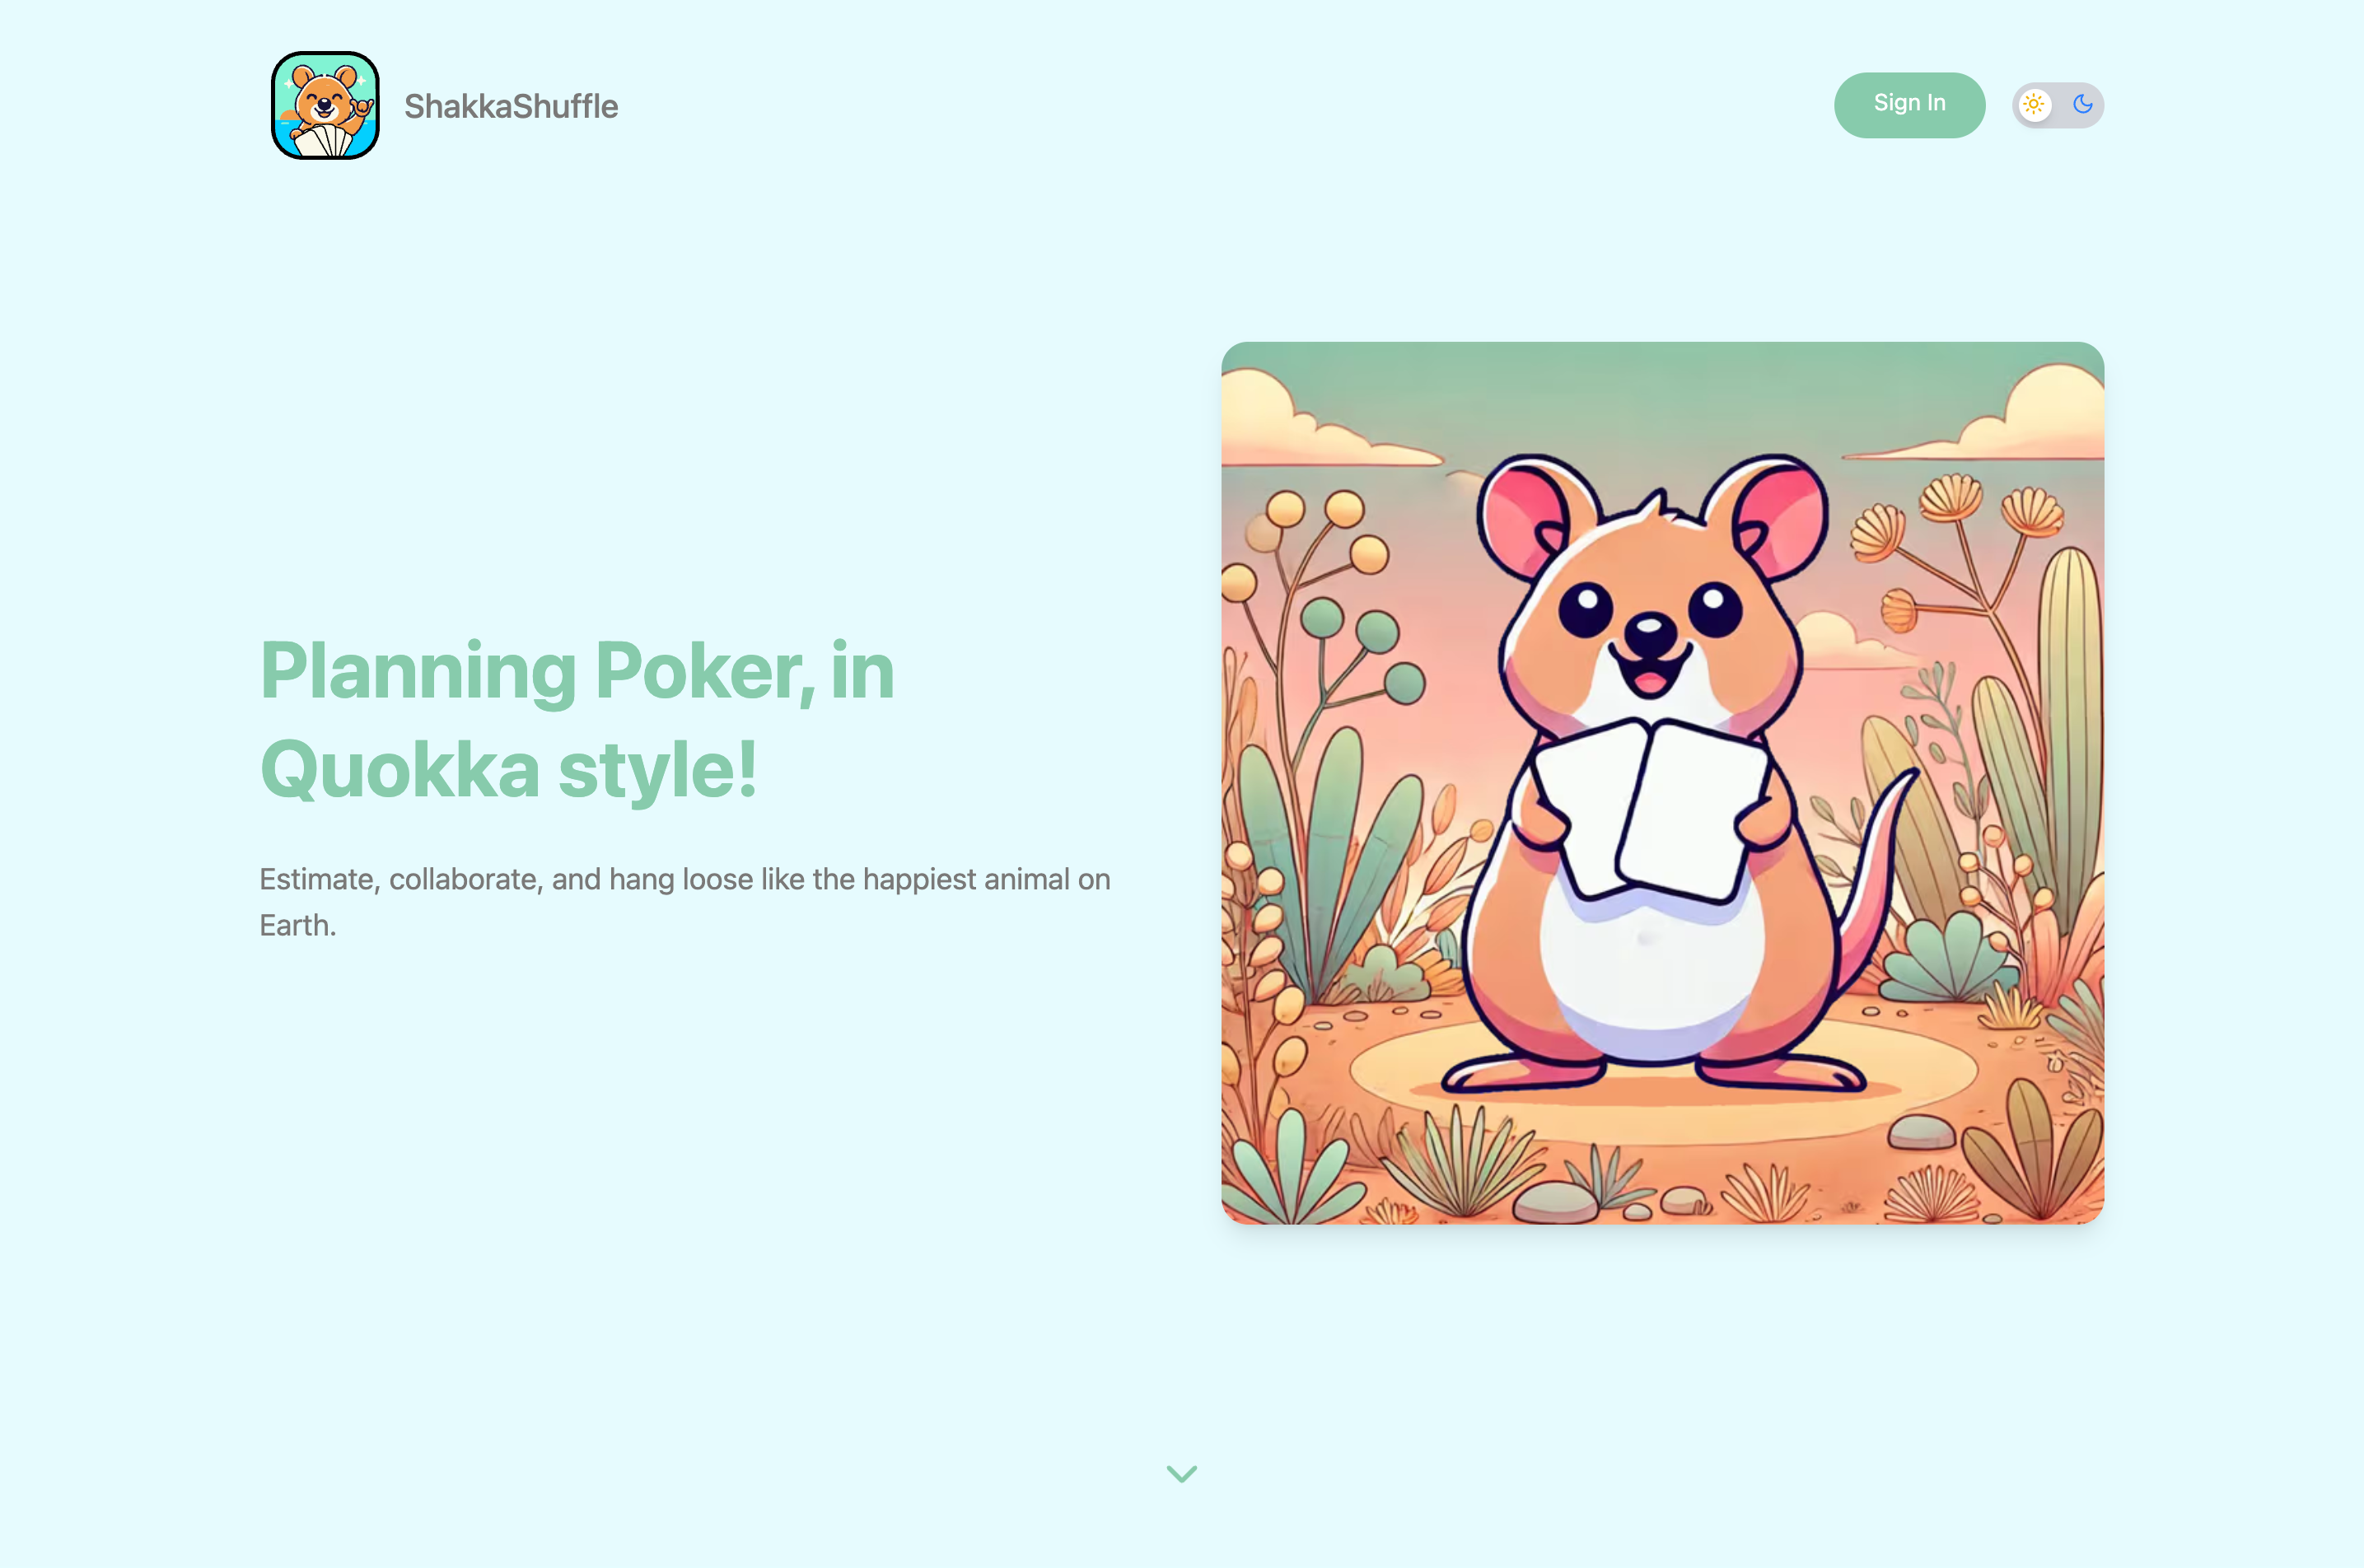 ShakkaShuffle
Sign In
Planning Poker, in
Quokka style!
Estimate, collaborate, and hang loose like the happiest animal on
Earth.